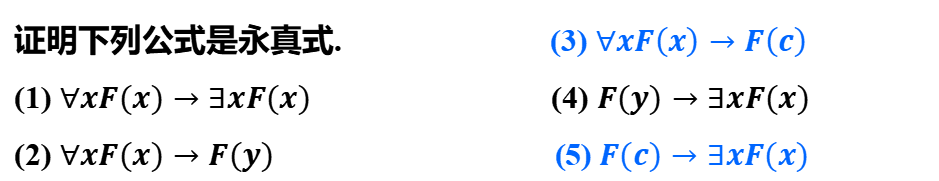 证明下列公式是永真式.
(1) ∀xF(x) → ∃xF(x)
(2) ∀xF(x) → F(y)
(3) ∀xF(x) → F(c)
(4) F(y) → ∃xF(x)
(5) F(c) → ∃xF(x)